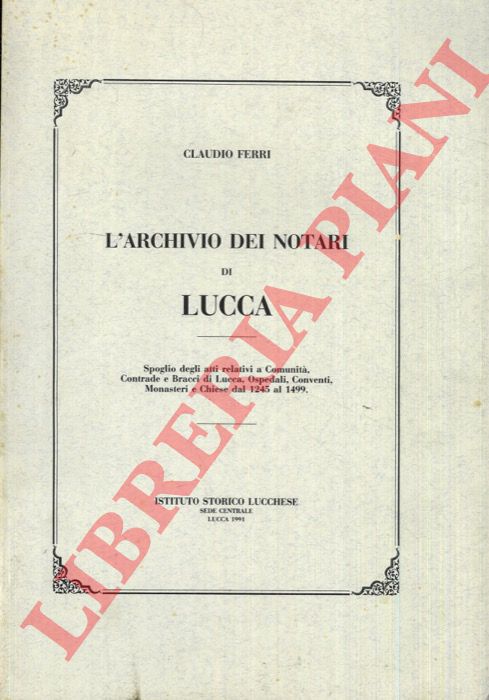 CLAUDIO FERRI
L'ARCHIVIO DEI NOTARI
DI
LUCCA
Spoglio degli atti relativi a Comunità,
Contrade e Bracci di Lucca, Ospedali, Conventi,
Monasteri e Chiese dal 1245 al 1499.
ISTITUTO STORICO LUCCHESE
SEDE CENTRALE
LUCCA 1991
LIBRERIA PIANI